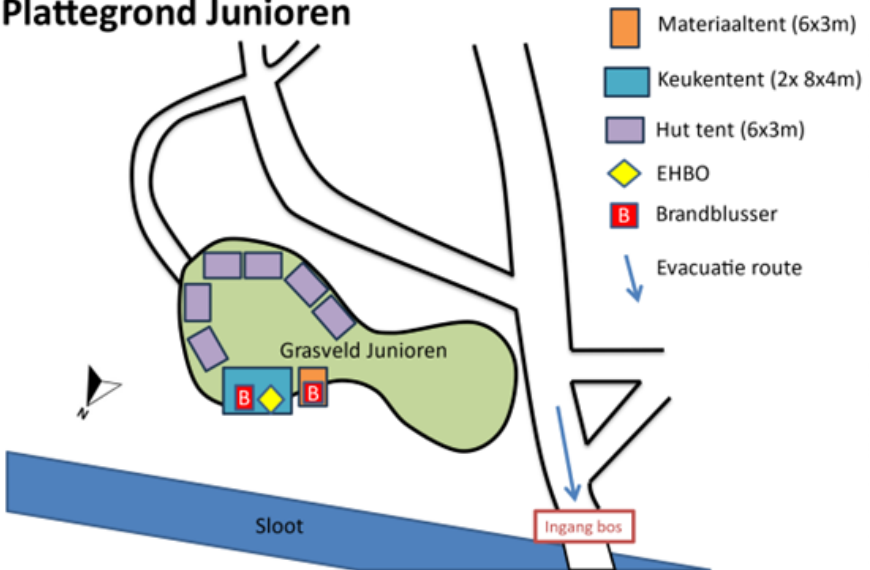 Plattegrond Junioren
Materiaaltent (6x3m)
Keukentent (2x 8x4m)
Hut tent (6x3m)
EHBO
B Brandblusser
Evacuatie route
Grasveld Junioren
B
B
N
Sloot
Ingang bos